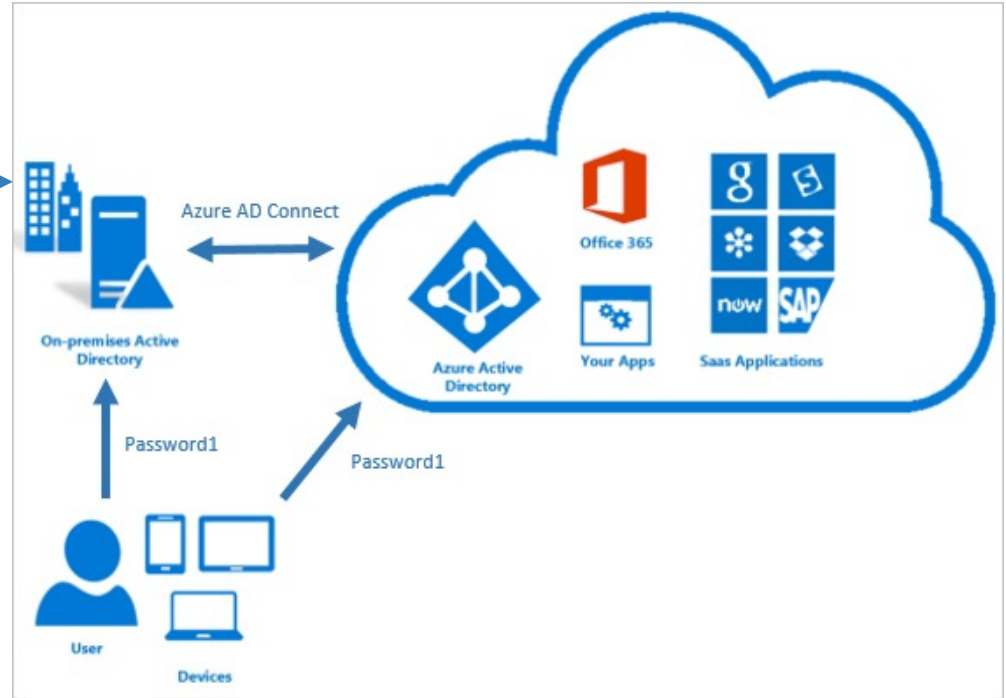 Azure AD Connect
Office 365
g
S
now
SAP
On-premises Active
Directory
Azure Active
Directory
Your Apps
Saas Applications
Password1
Password1
User
Devices